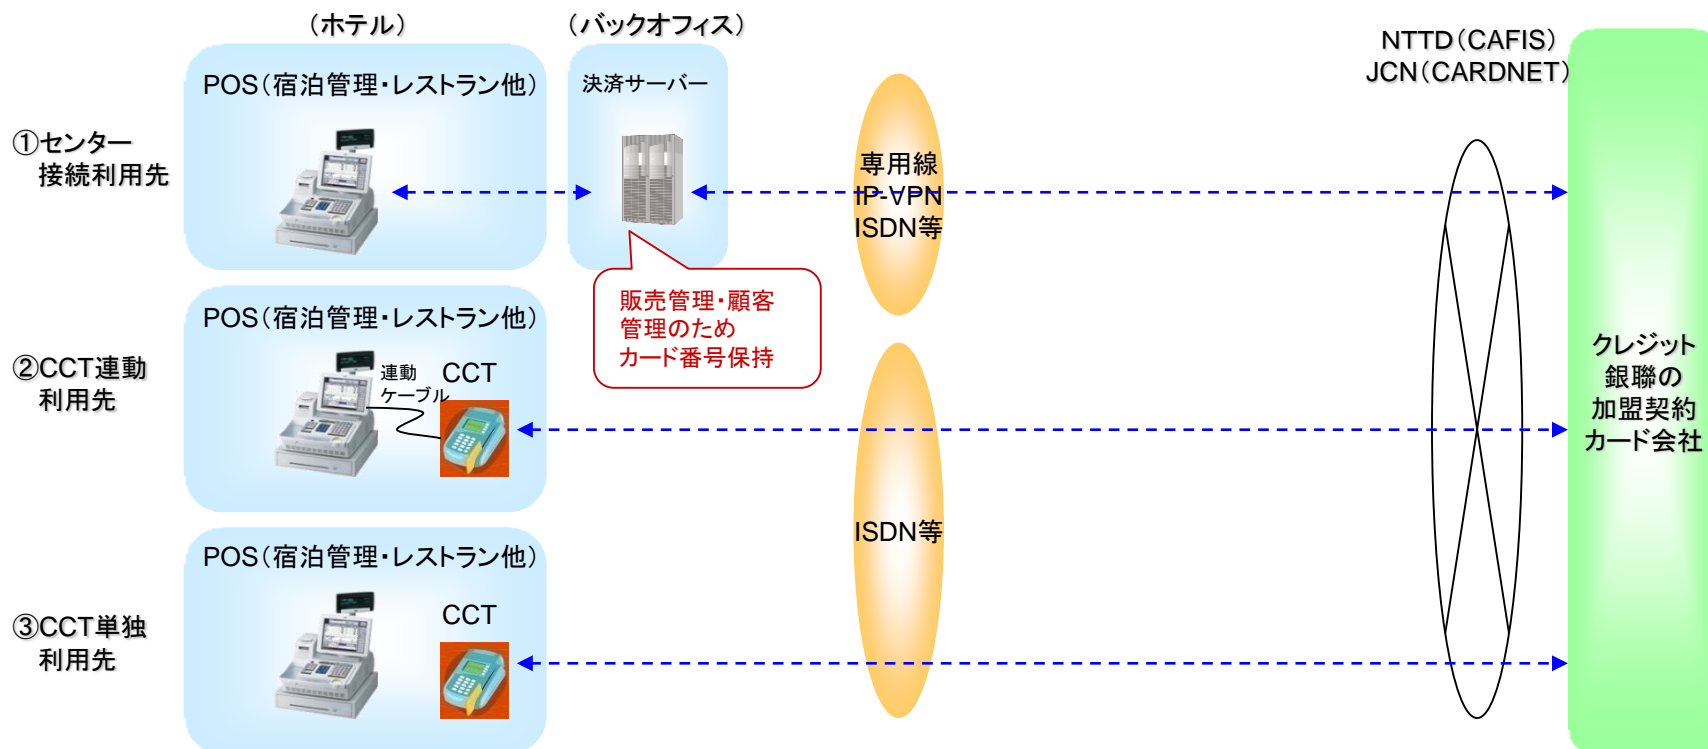 （ホテル）
（バックオフィス）
NTTD（CAFIS）
JCN（CARDNET）
①センター
接続利用先
POS（宿泊管理・レストラン他）
決済サーバー
専用線
IP-VPN
ISDN等
販売管理・顧客
管理のため
カード番号保持
②CCT連動
利用先
POS（宿泊管理・レストラン他）
連動
ケーブル
CCT
クレジット
銀聯の
加盟契約
カード会社
ISDN等
③CCT単独
利用先
POS（宿泊管理・レストラン他）
CCT